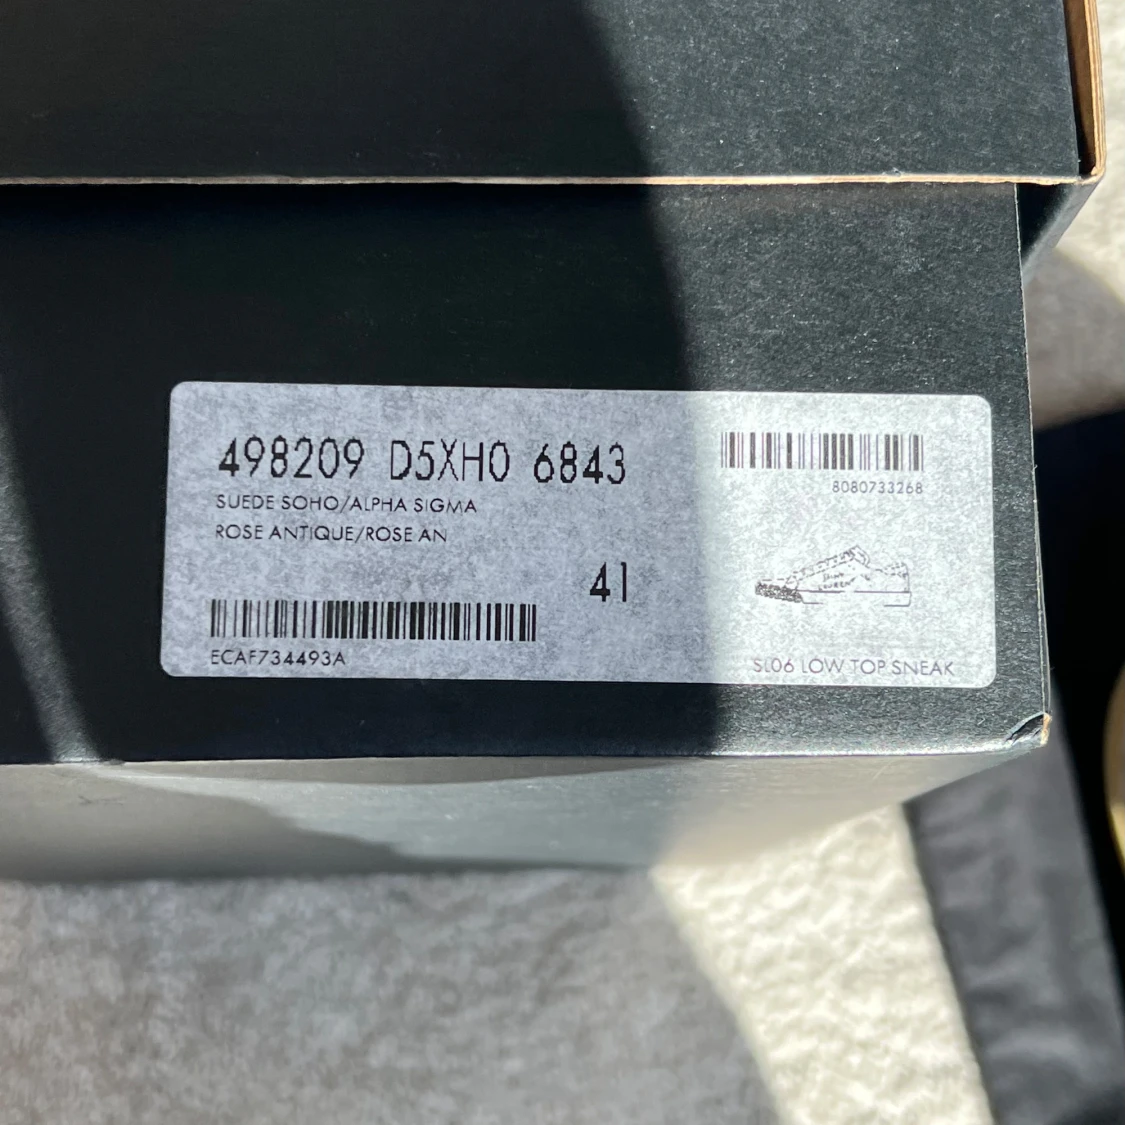 498209 D5XH0 6843
SUEDE SOHO/ALPHA SIGMA
ROSE ANTIQUE/ROSE AN
41
ECAF734493A
8080733268
SL06 LOW TOP SNEAK